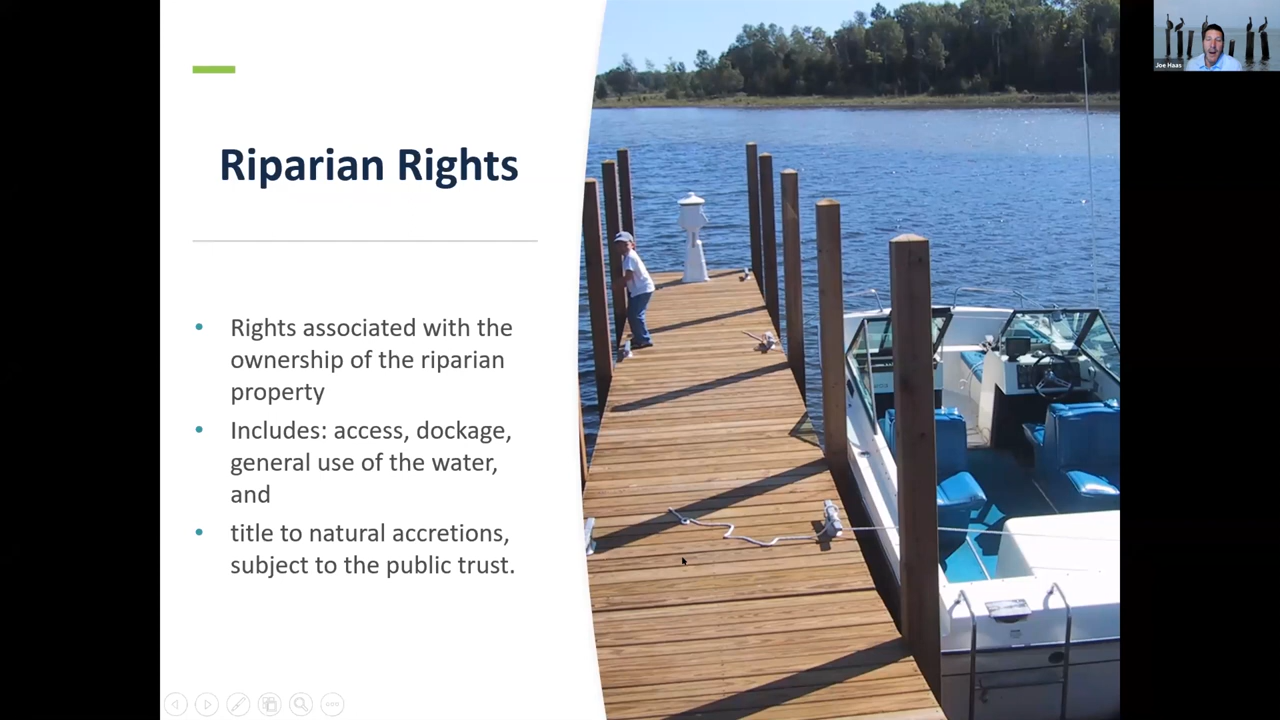 Riparian Rights
• Rights associated with the
ownership of the riparian
property
• Includes: access, dockage,
general use of the water,
and
• title to natural accretions,
subject to the public trust.
Joe Haas